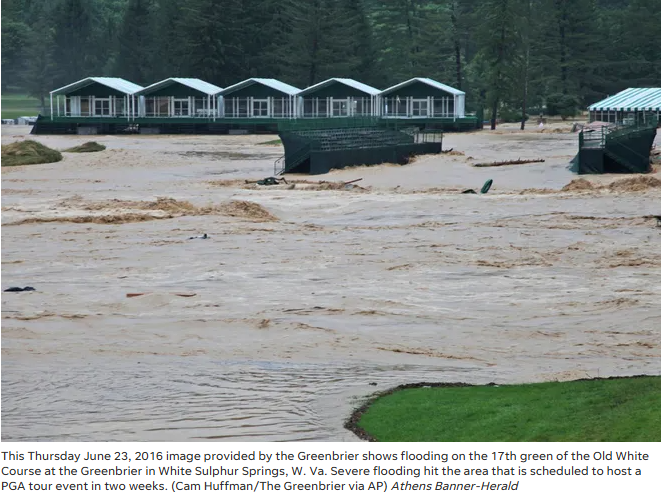 This Thursday June 23, 2016 image provided by the Greenbrier shows flooding on the 17th green of the Old White
Course at the Greenbrier in White Sulphur Springs, W. Va. Severe flooding hit the area that is scheduled to host a
PGA tour event in two weeks. (Cam Huffman/The Greenbrier via AP) Athens Banner-Herald